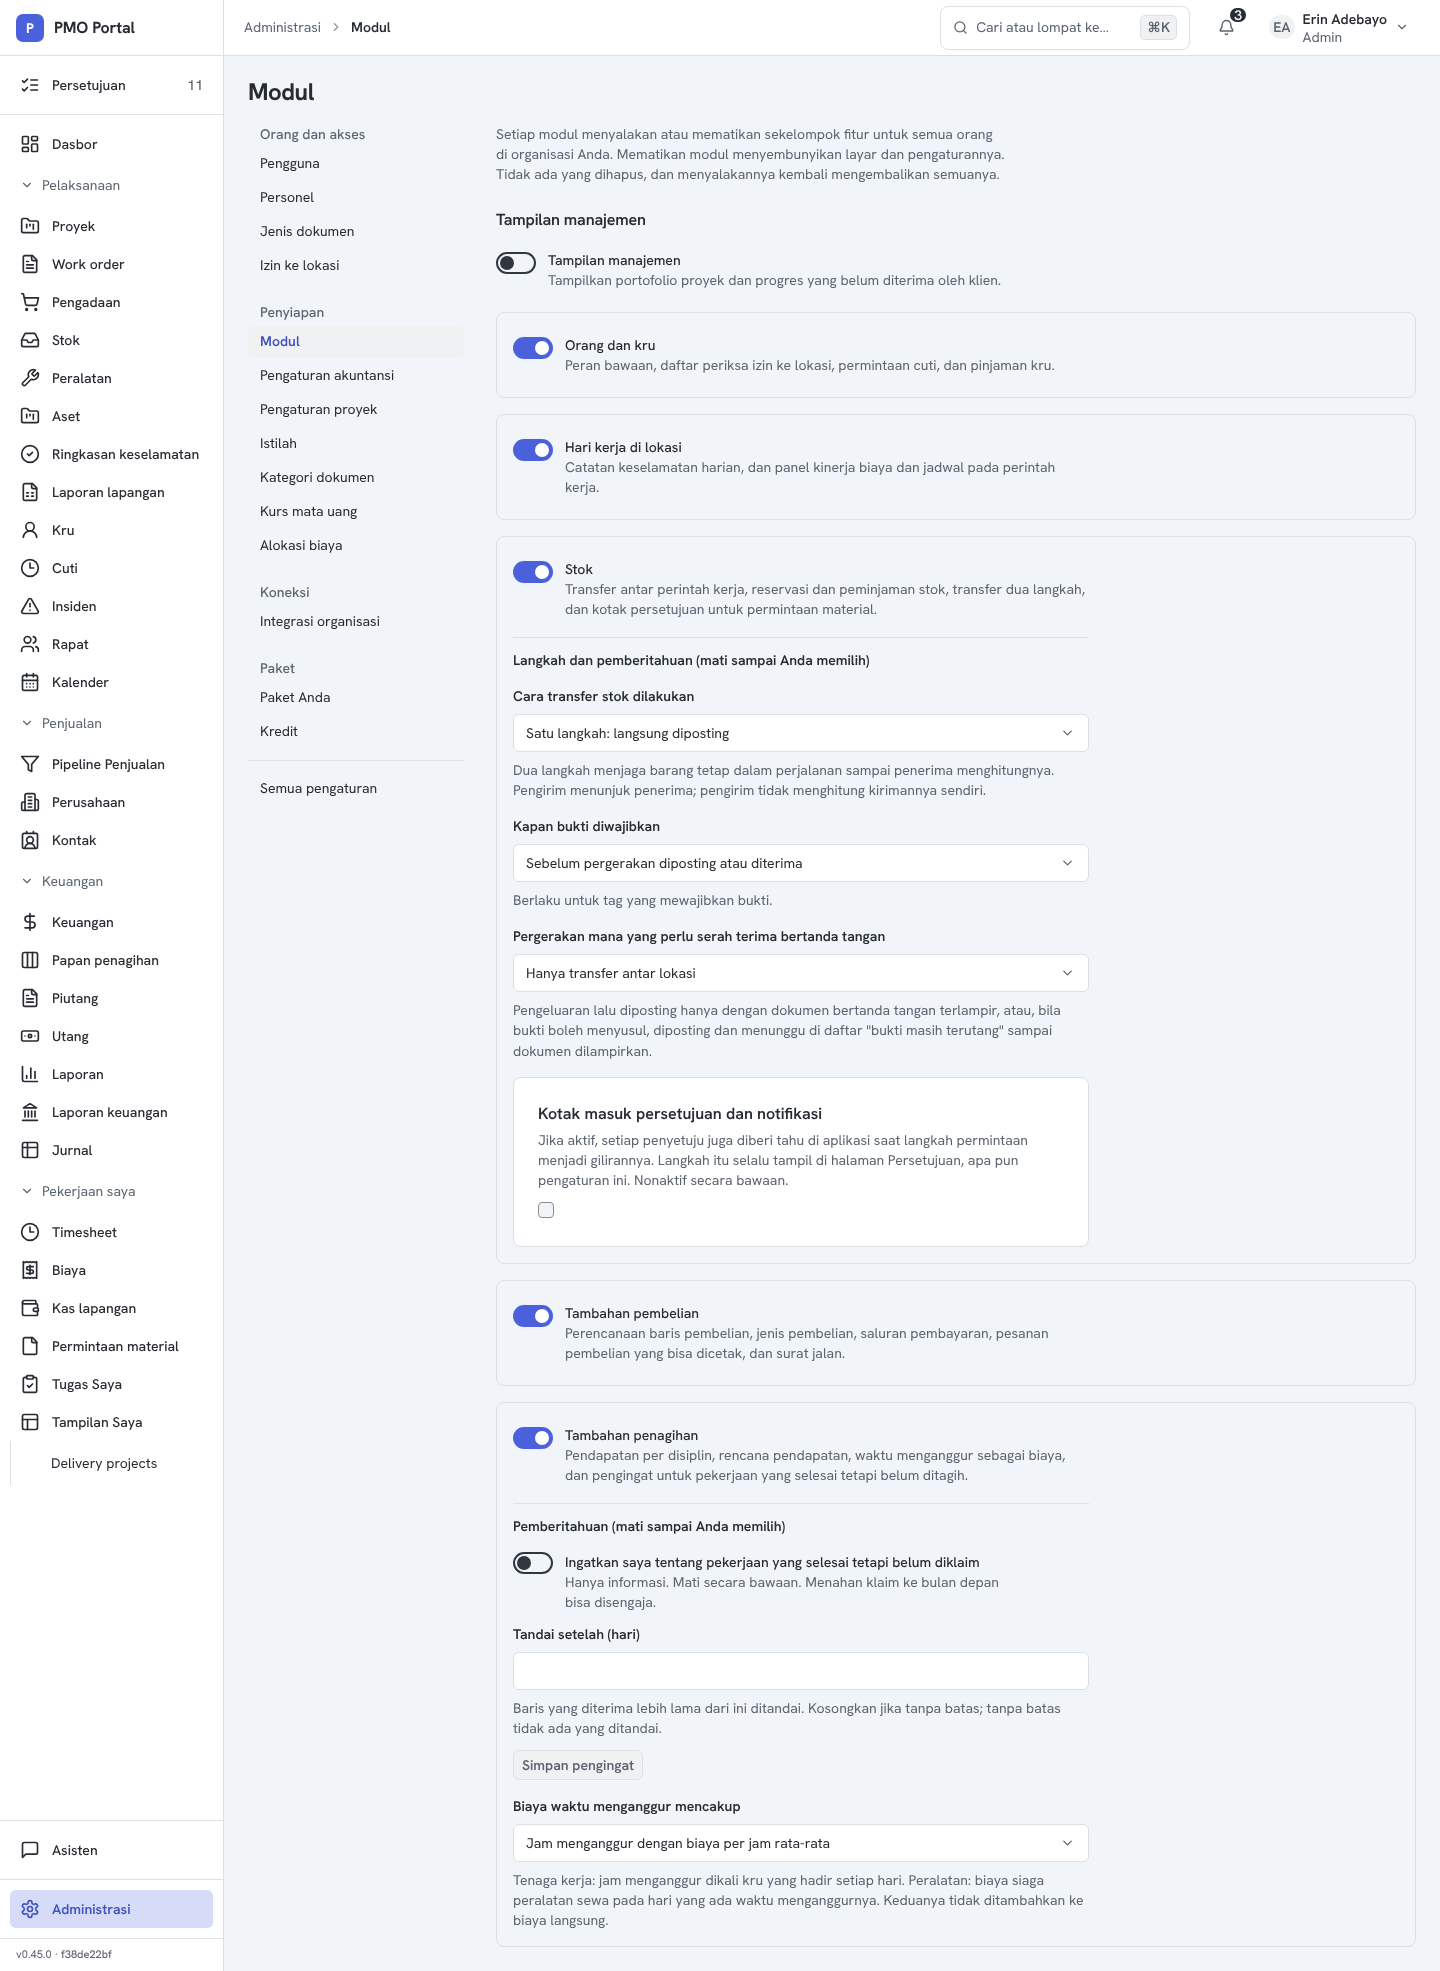 P PMO Portal
Persetujuan 11
Dasbor
Pelaksanaan
Proyek
Work order
Pengadaan
Stok
Peralatan
Aset
Ringkasan keselamatan
Laporan lapangan
Kru
Cuti
Insiden
Rapat
Kalender
Penjualan
Pipeline Penjualan
Perusahaan
Kontak
Keuangan
Keuangan
Papan penagihan
Piutang
Utang
Laporan
Laporan keuangan
Jurnal
Pekerjaan saya
Timesheet
Biaya
Kas lapangan
Permintaan material
Tugas Saya
Tampilan Saya
Delivery projects
Asisten
Administrasi
v0.45.0 · f38de22bf
Administrasi > Modul
Cari atau lompat ke... ⌘K
3
EA Erin Adebayo
Admin
Modul
Orang dan akses
Pengguna
Personel
Jenis dokumen
Izin ke lokasi
Penyiapan
Modul
Pengaturan akuntansi
Pengaturan proyek
Istilah
Kategori dokumen
Kurs mata uang
Alokasi biaya
Koneksi
Integrasi organisasi
Paket
Paket Anda
Kredit
Semua pengaturan
Setiap modul menyalakan atau mematikan sekelompok fitur untuk semua orang
di organisasi Anda. Mematikan modul menyembunyikan layar dan pengaturannya.
Tidak ada yang dihapus, dan menyalakannya kembali mengembalikan semuanya.
Tampilan manajemen
Tampilan manajemen
Tampilkan portofolio proyek dan progres yang belum diterima oleh klien.
Orang dan kru
Peran bawaan, daftar periksa izin ke lokasi, permintaan cuti, dan pinjaman kru.
Hari kerja di lokasi
Catatan keselamatan harian, dan panel kinerja biaya dan jadwal pada perintah
kerja.
Stok
Transfer antar perintah kerja, reservasi dan peminjaman stok, transfer dua langkah,
dan kotak persetujuan untuk permintaan material.
Langkah dan pemberitahuan (mati sampai Anda memilih)
Cara transfer stok dilakukan
Satu langkah: langsung diposting
Dua langkah menjaga barang tetap dalam perjalanan sampai penerima menghitungnya.
Pengirim menunjuk penerima; pengirim tidak menghitung kirimannya sendiri.
Kapan bukti diwajibkan
Sebelum pergerakan diposting atau diterima
Berlaku untuk tag yang mewajibkan bukti.
Pergerakan mana yang perlu serah terima bertanda tangan
Hanya transfer antar lokasi
Pengeluaran lalu diposting hanya dengan dokumen bertanda tangan terlampir, atau, bila
bukti boleh menyusul, diposting dan menunggu di daftar "bukti masih terutang" sampai
dokumen dilampirkan.
Kotak masuk persetujuan dan notifikasi
Jika aktif, setiap penyetuju juga diberi tahu di aplikasi saat langkah permintaan
menjadi gilirannya. Langkah itu selalu tampil di halaman Persetujuan, apa pun
pengaturan ini. Nonaktif secara bawaan.
Tambahan pembelian
Perencanaan baris pembelian, jenis pembelian, saluran pembayaran, pesanan
pembelian yang bisa dicetak, dan surat jalan.
Tambahan penagihan
Pendapatan per disiplin, rencana pendapatan, waktu menganggur sebagai biaya,
dan pengingat untuk pekerjaan yang selesai tetapi belum ditagih.
Pemberitahuan (mati sampai Anda memilih)
Ingatkan saya tentang pekerjaan yang selesai tetapi belum diklaim
Hanya informasi. Mati secara bawaan. Menahan klaim ke bulan depan
bisa disengaja.
Tandai setelah (hari)
Baris yang diterima lebih lama dari ini ditandai. Kosongkan jika tanpa batas; tanpa batas
tidak ada yang ditandai.
Simpan pengingat
Biaya waktu menganggur mencakup
Jam menganggur dengan biaya per jam rata-rata
Tenaga kerja: jam menganggur dikali kru yang hadir setiap hari. Peralatan: biaya siaga
peralatan sewa pada hari yang ada waktu menganggurnya. Keduanya tidak ditambahkan ke
biaya langsung.